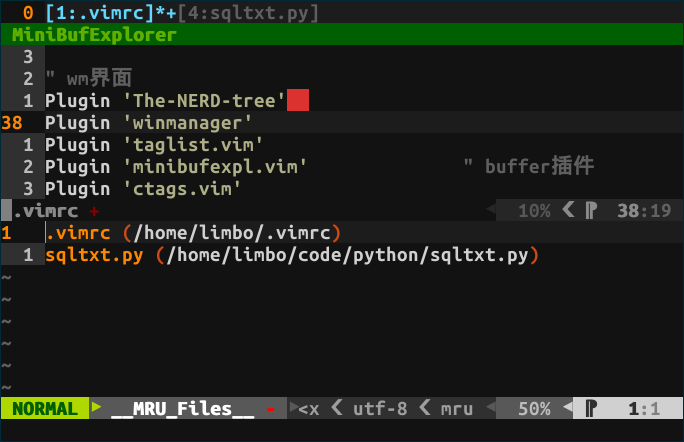 0 [1:.vimrc]*+[4:sqltxt.py]
MiniBufExplorer
3
2 " wm界面
1 Plugin 'The-NERD-tree'
38 Plugin 'winmanager'
1 Plugin 'taglist.vim'
2 Plugin 'minibufexpl.vim' " buffer插件
3 Plugin 'ctags.vim'
.vimrc + 10% 38:19
1 .vimrc (/home/limbo/.vimrc)
1 sqltxt.py (/home/limbo/code/python/sqltxt.py)
~
~
~
~
~
~
NORMAL __MRU_Files__ - <x utf-8 mru 50% 1:1